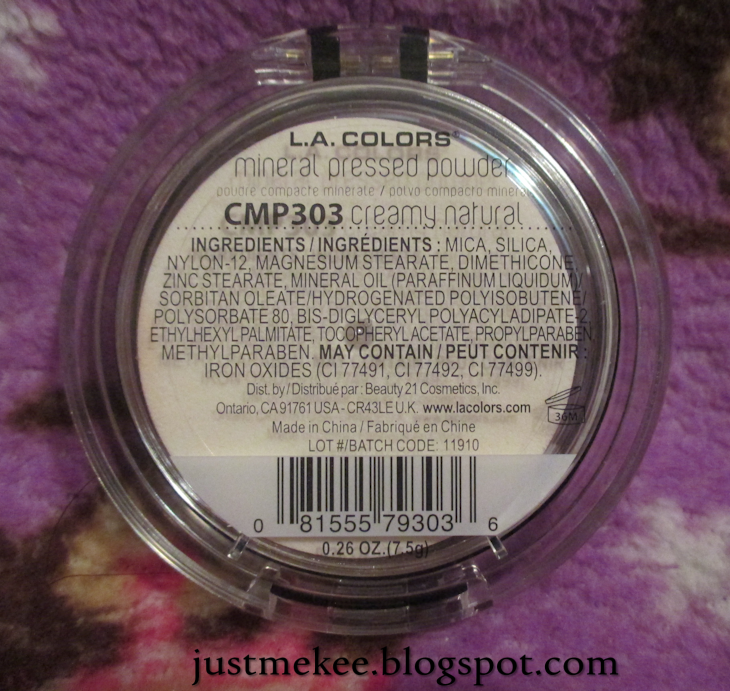 L.A. COLORS®
mineral pressed powder
poudre compacte minerale / polvo compacto mineral
CMP303 creamy natural
INGREDIENTS / INGRÉDIENTS : MICA, SILICA,
NYLON-12, MAGNESIUM STEARATE, DIMETHICONE,
ZINC STEARATE, MINERAL OIL (PARAFFINUM LIQUIDUM)/
SORBITAN OLEATE/HYDROGENATED POLYISOBUTENE/
POLYSORBATE 80, BIS-DIGLYCERYL POLYACYLADIPATE-2,
ETHYLHEXYL PALMITATE, TOCOPHERYL ACETATE, PROPYLPARABEN,
METHYLPARABEN. MAY CONTAIN / PEUT CONTENIR :
IRON OXIDES (CI 77491, CI 77492, CI 77499).
Dist. by / Distribué par : Beauty 21 Cosmetics, Inc.
Ontario, CA 91761 USA - CR43LE U.K. www.lacolors.com
36M
Made in China / Fabriqué en Chine
LOT #/BATCH CODE: 11910
0 81555 79303 6
0.26 OZ.(7.5g)
justmekee.blogspot.com